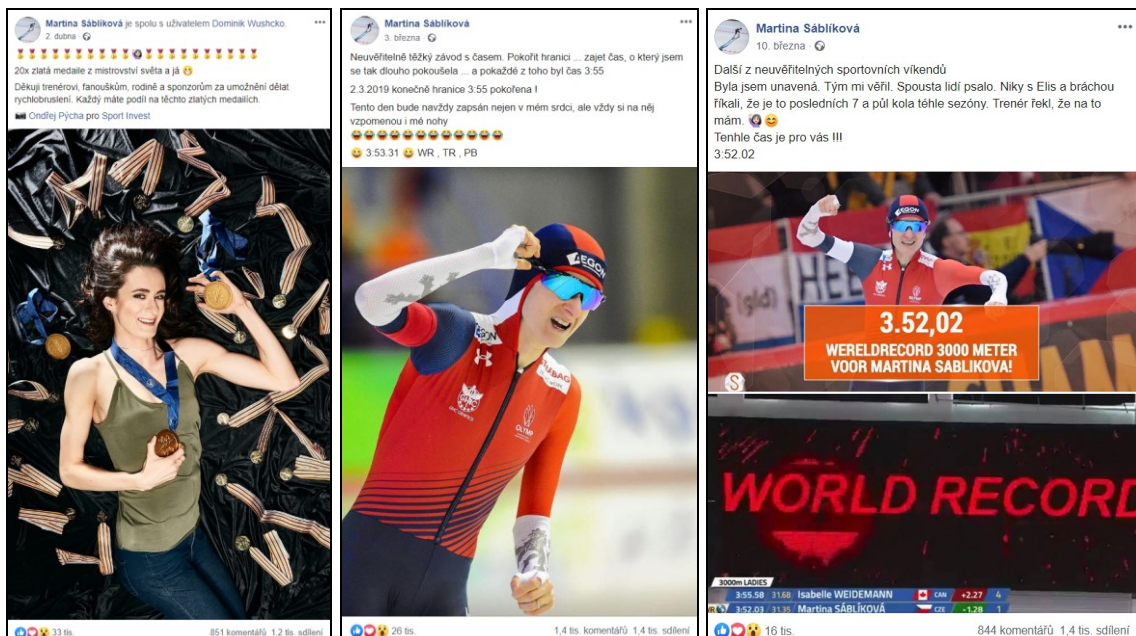 Martina Sáblíková je spolu s uživatelem Dominik Wushcko.
2. dubna
20x zlatá medaile z mistrovství světa a já
Děkuji trenérovi, fanouškům, rodině a sponzorům za umožnění dělat
rychlobruslení. Každý máte podíl na těchto zlatých medailích.
Ondřej Pýcha pro Sport Invest
33 tis.
851 komentářů 1,2 tis. sdílení
Martina Sáblíková
3. března
Neuvěřitelně těžký závod s časem. Pokořit hranici ... zajet čas, o který jsem
se tak dlouho pokoušela ... a pokaždé z toho byl čas 3:55
2.3.2019 konečně hranice 3:55 pokořena !
Tento den bude navždy zapsán nejen v mém srdci, ale vždy si na něj
vzpomenou i mé nohy
3:53.31 WR , TR , PB
AEGON
OLYMP
26 tis.
1,4 tis. komentářů 1,4 tis. sdílení
Martina Sáblíková
10. března
Další z neuvěřitelných sportovních víkendů
Byla jsem unavená. Tým mi věřil. Spousta lidí psalo. Niky s Elis a bráchou
říkali, že je to posledních 7 a půl kola téhle sezóny. Trenér řekl, že na to
mám.
Tenhle čas je pro vás !!!
3:52.02
AEGON
(gld)
HEE
3.52,02
WERELDRECORD 3000 METER
VOOR MARTINA SABLIKOVA!
S
WORLD RECORD
3000m LADIES
3:55.58 31.68 Isabelle WEIDEMANN CAN +2.27 4
WR 3:52.03 31.35 Martina SÁBLÍKOVÁ CZE -1.28 1
16 tis.
844 komentářů 1,4 tis. sdílení